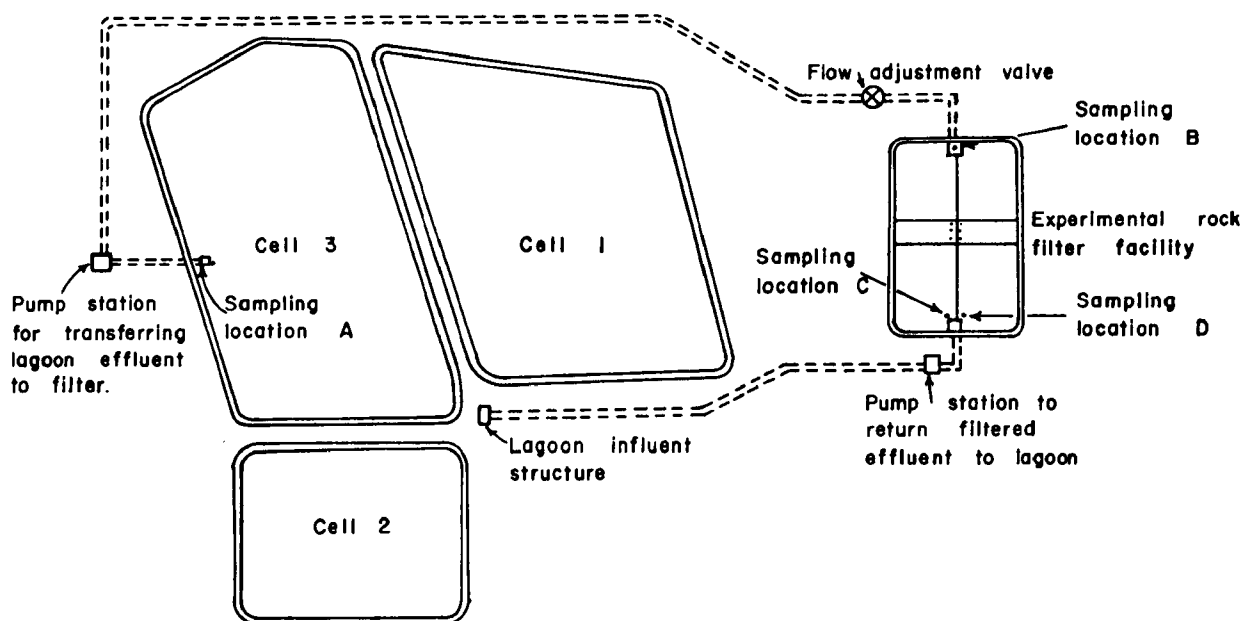 Flow adjustment valve
Sampling
location B
Cell 3
Cell 1
Experimental rock
filter facility
Sampling
location C
Pump station
for transferring
lagoon effluent
to filter.
Sampling
location A
Sampling
location D
Pump station to
return filtered
effluent to lagoon
Lagoon influent
structure
Cell 2